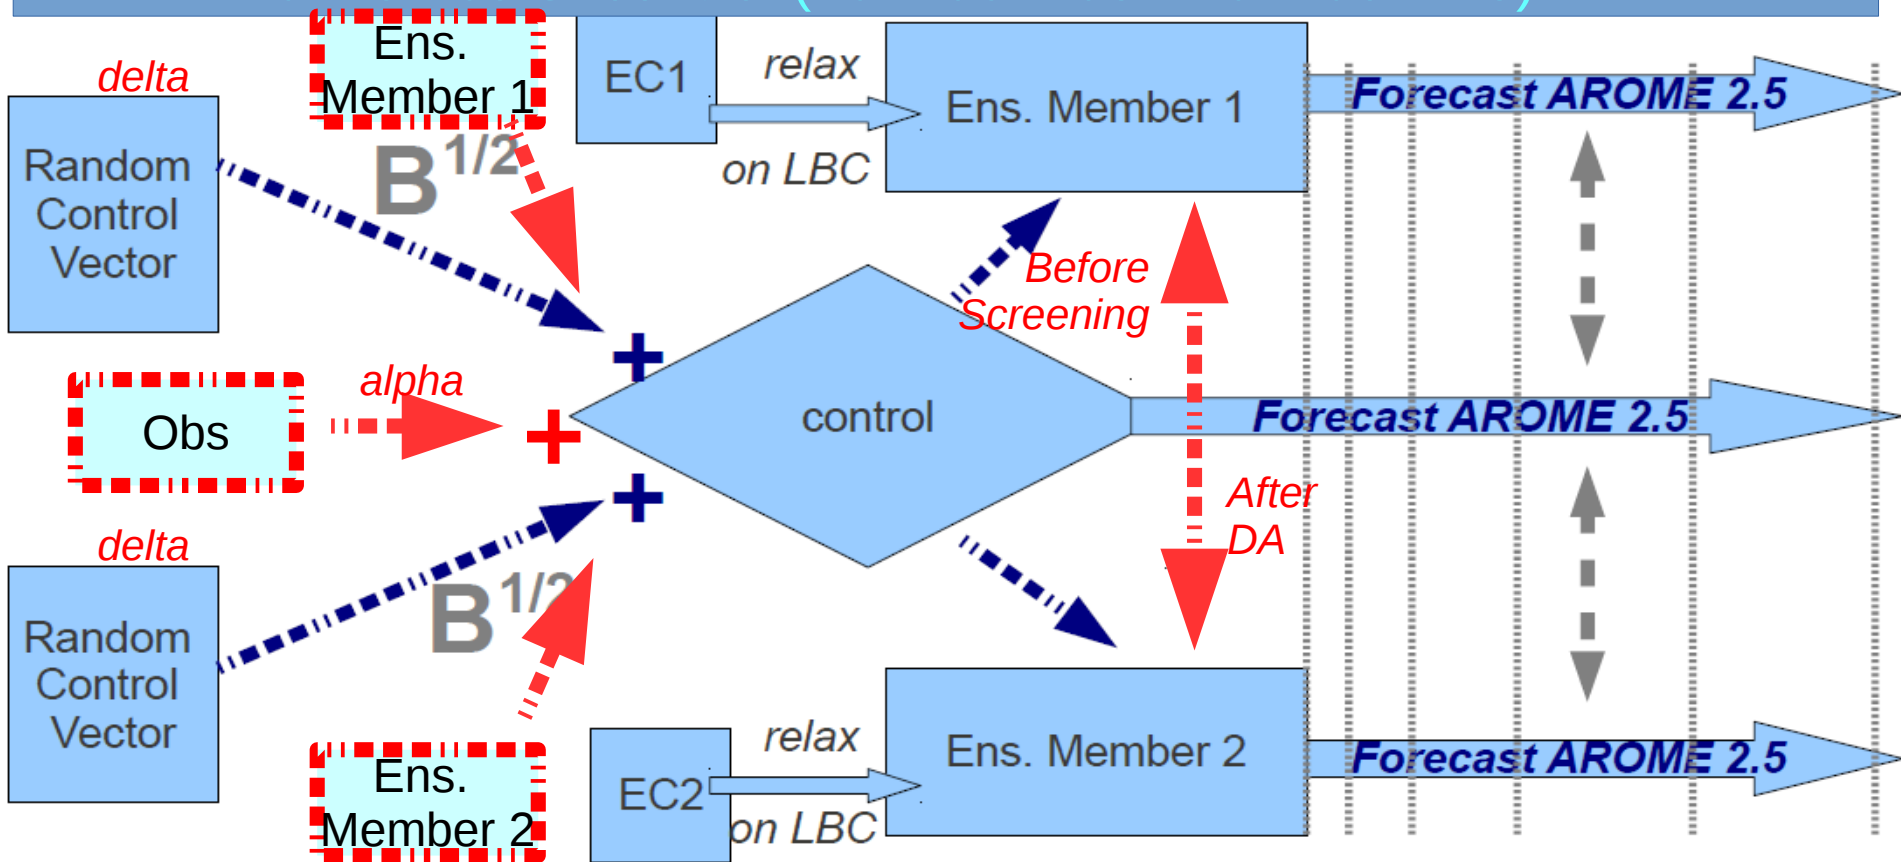 Ens.
Member 1
delta
EC1
relax
on LBC
Ens. Member 1
Forecast AROME 2.5
Random
Control
Vector
B1/2
Before
Screening
alpha
Obs
control
Forecast AROME 2.5
After
DA
delta
Random
Control
Vector
B1/2
Ens.
Member 2
EC2
relax
on LBC
Ens. Member 2
Forecast AROME 2.5